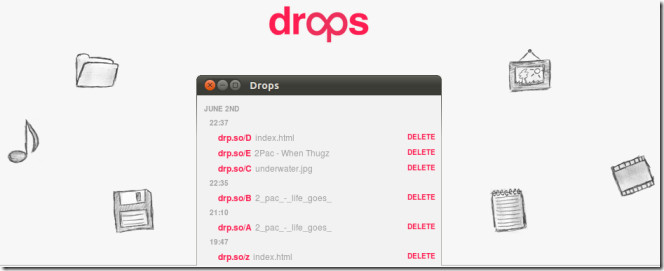 drops
Drops
JUNE 2ND
22:37
drp.so/D index.html DELETE
drp.so/E 2Pac - When Thugz DELETE
drp.so/C underwater.jpg DELETE
22:35
drp.so/B 2_pac_-_life_goes_ DELETE
21:10
drp.so/A 2_pac_-_life_goes_ DELETE
19:47
drp.so/z index.html DELETE